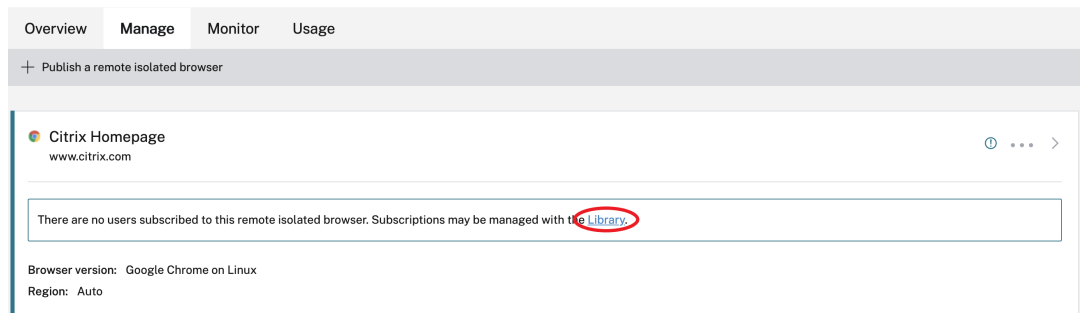 Overview Manage Monitor Usage
+ Publish a remote isolated browser
Citrix Homepage
www.citrix.com
There are no users subscribed to this remote isolated browser. Subscriptions may be managed with the Library.
Browser version: Google Chrome on Linux
Region: Auto